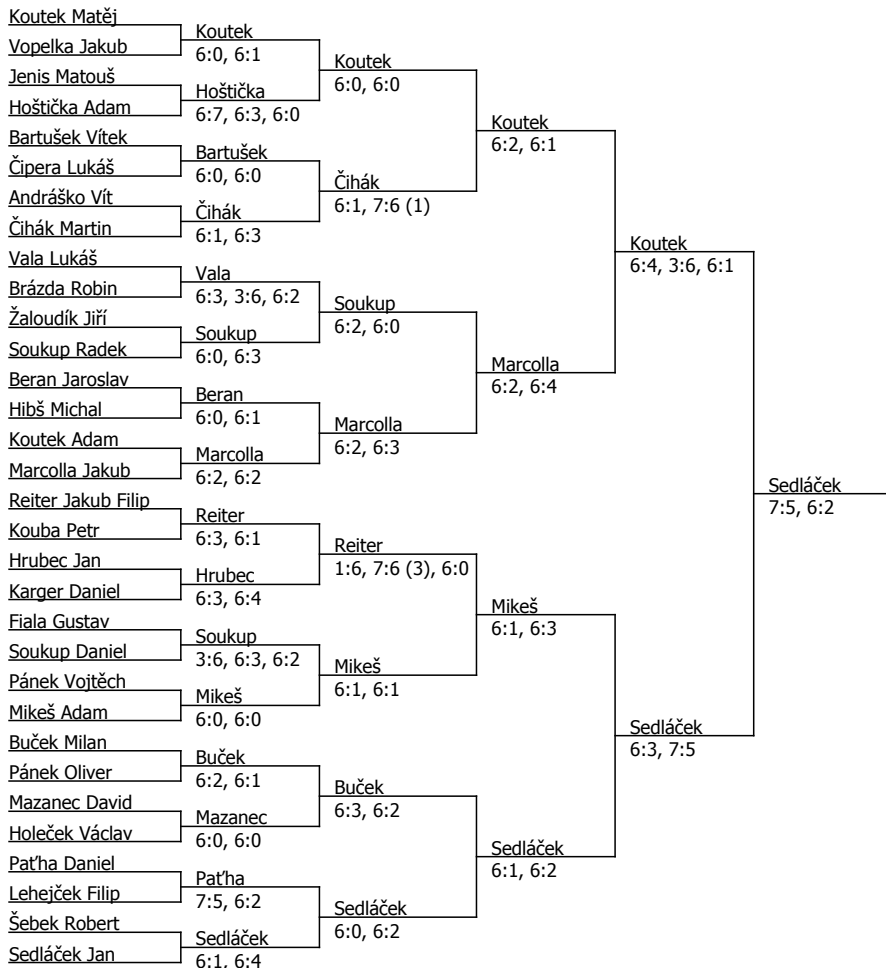 Koutek Matěj
Vopelka Jakub
Jenis Matouš
Hoštička Adam
Bartušek Vítek
Čipera Lukáš
Andráško Vít
Čihák Martin
Vala Lukáš
Brázda Robin
Žaloudík Jiří
Soukup Radek
Beran Jaroslav
Hibš Michal
Koutek Adam
Marcolla Jakub
Reiter Jakub Filip
Kouba Petr
Hrubec Jan
Karger Daniel
Fiala Gustav
Soukup Daniel
Pánek Vojtěch
Mikeš Adam
Buček Milan
Pánek Oliver
Mazanec David
Holeček Václav
Paťha Daniel
Lehejček Filip
Šebek Robert
Sedláček Jan
Koutek
6:0, 6:1
Hoštička
6:7, 6:3, 6:0
Bartušek
6:0, 6:0
Čihák
6:1, 6:3
Vala
6:3, 3:6, 6:2
Soukup
6:0, 6:3
Beran
6:0, 6:1
Marcolla
6:2, 6:2
Reiter
6:3, 6:1
Hrubec
6:3, 6:4
Soukup
3:6, 6:3, 6:2
Mikeš
6:0, 6:0
Buček
6:2, 6:1
Mazanec
6:0, 6:0
Paťha
7:5, 6:2
Sedláček
6:1, 6:4
Koutek
6:0, 6:0
Čihák
6:1, 7:6 (1)
Soukup
6:2, 6:0
Marcolla
6:2, 6:3
Reiter
1:6, 7:6 (3), 6:0
Mikeš
6:1, 6:1
Buček
6:3, 6:2
Sedláček
6:0, 6:2
Koutek
6:2, 6:1
Marcolla
6:2, 6:4
Mikeš
6:1, 6:3
Sedláček
6:1, 6:2
Koutek
6:4, 3:6, 6:1
Sedláček
6:3, 7:5
Sedláček
7:5, 6:2